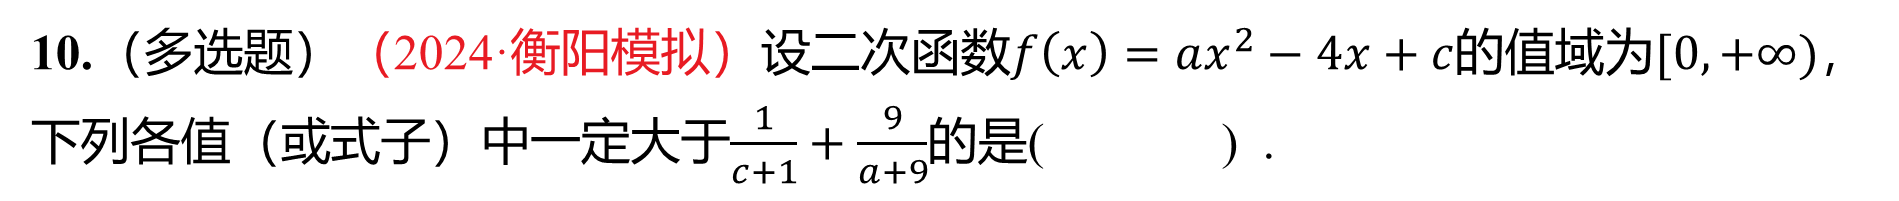 10.（多选题）（2024·衡阳模拟）设二次函数f(x) = ax² − 4x + c的值域为[0, +∞)，
下列各值（或式子）中一定大于\frac{1}{c+1} + \frac{9}{a+9}的是(    ) .